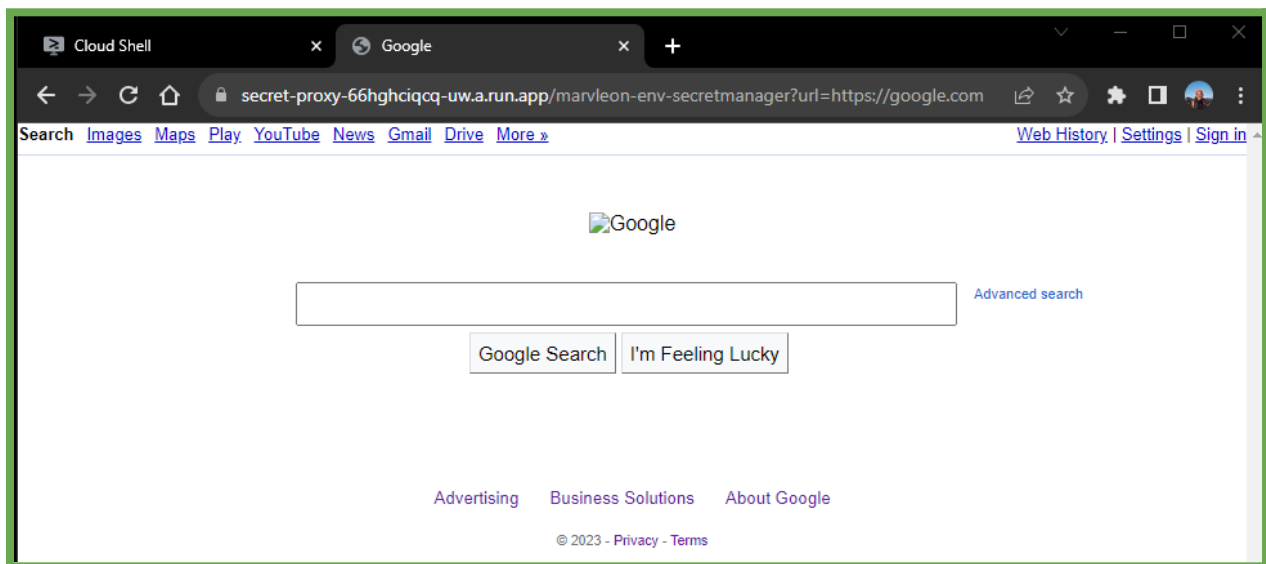 Cloud Shell
Google
secret-proxy-66hghciqcq-uw.a.run.app/marvleon-env-secretmanager?url=https://google.com
Search Images Maps Play YouTube News Gmail Drive More »
Web History | Settings | Sign in
Google
Advanced search
Google Search I'm Feeling Lucky
Advertising Business Solutions About Google
© 2023 - Privacy - Terms